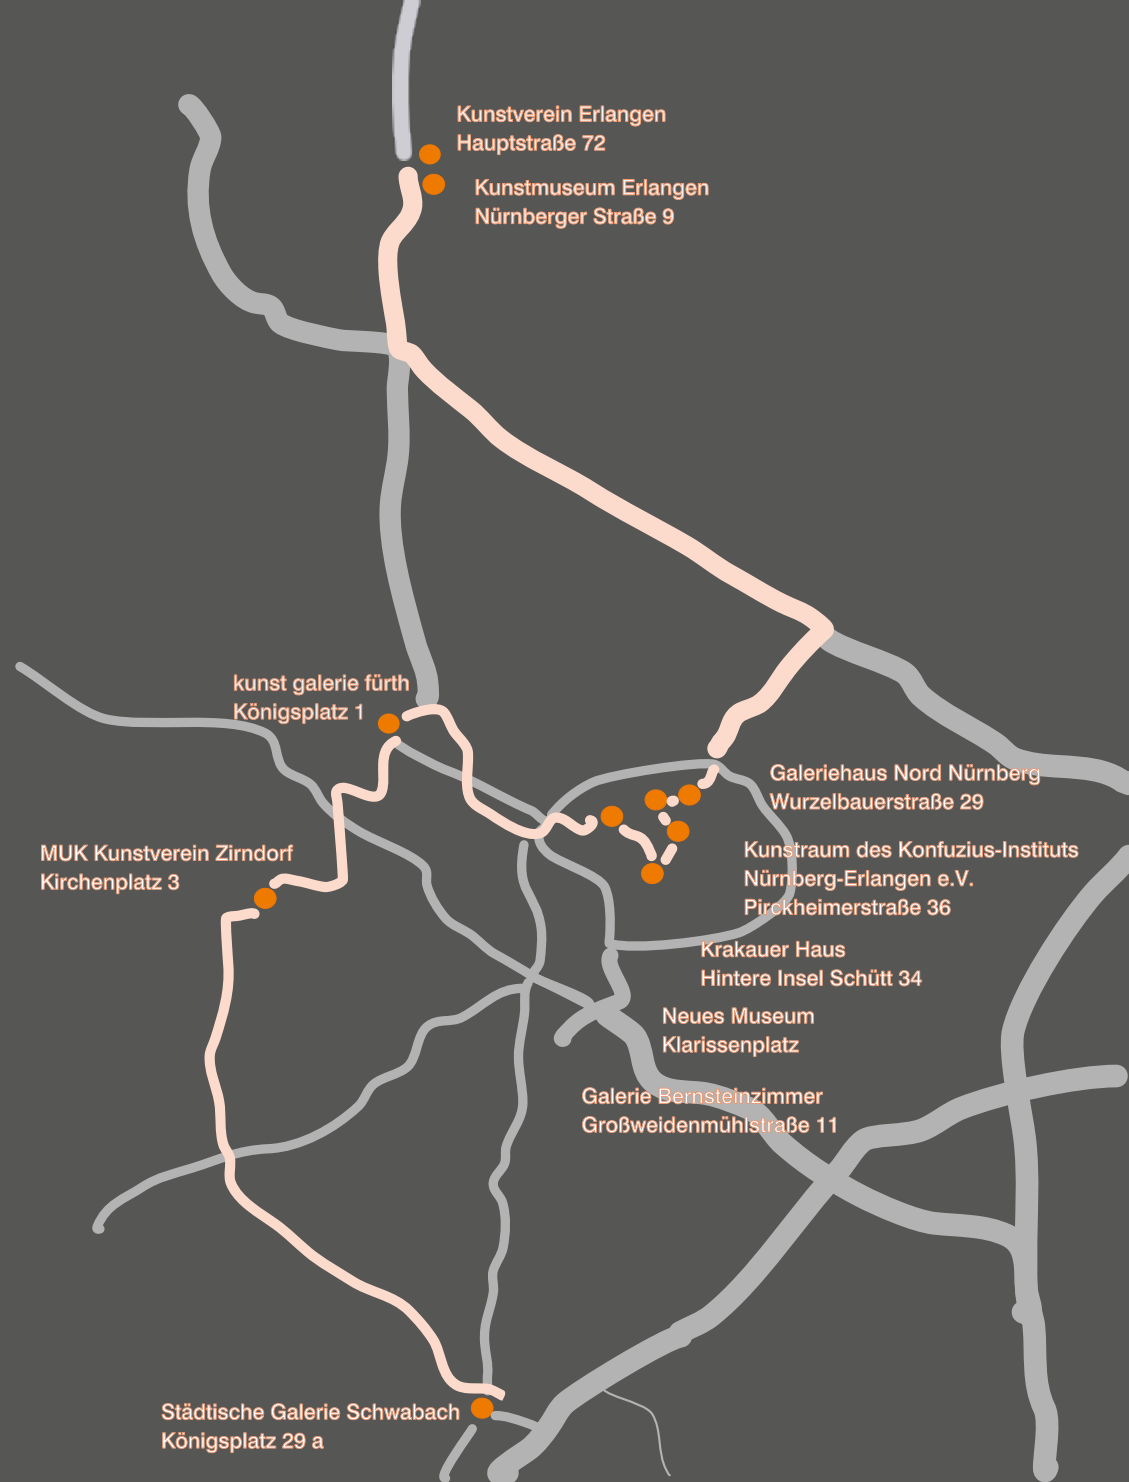 Kunstverein Erlangen
Hauptstraße 72
Kunstmuseum Erlangen
Nürnberger Straße 9
kunst galerie fürth
Königsplatz 1
Galeriehaus Nord Nürnberg
Wurzelbauerstraße 29
MUK Kunstverein Zirndorf
Kirchenplatz 3
Kunstraum des Konfuzius-Instituts
Nürnberg-Erlangen e.V.
Pirckheimerstraße 36
Krakauer Haus
Hintere Insel Schütt 34
Neues Museum
Klarissenplatz
Galerie Bernsteinzimmer
Großweidenmühlstraße 11
Städtische Galerie Schwabach
Königsplatz 29 a